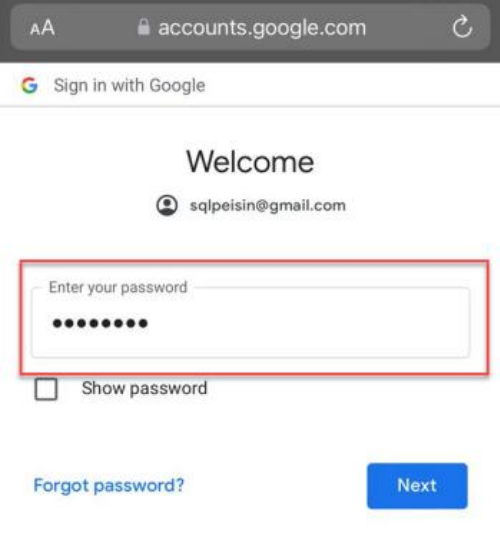 AA accounts.google.com
G Sign in with Google
Welcome
sqlpeisin@gmail.com
Enter your password
••••••••
Show password
Forgot password? Next